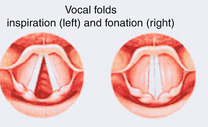 Vocal folds
inspiration (left) and fonation (right)